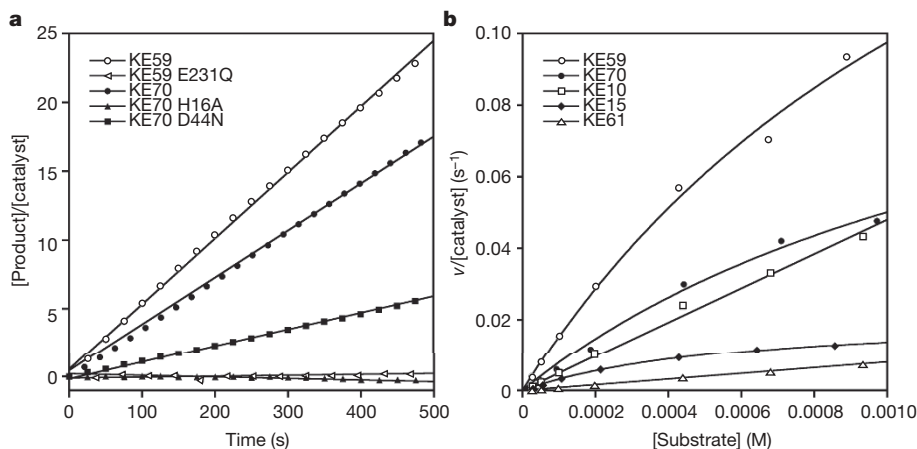 a
25
20
15
10
5
0
[Product]/[catalyst]
KE59
KE59 E231Q
KE70
KE70 H16A
KE70 D44N
0 100 200 300 400 500
Time (s)
b
0.10
0.08
0.06
0.04
0.02
0
v/[catalyst] (s⁻¹)
KE59
KE70
KE10
KE15
KE61
0 0.0002 0.0004 0.0006 0.0008 0.0010
[Substrate] (M)